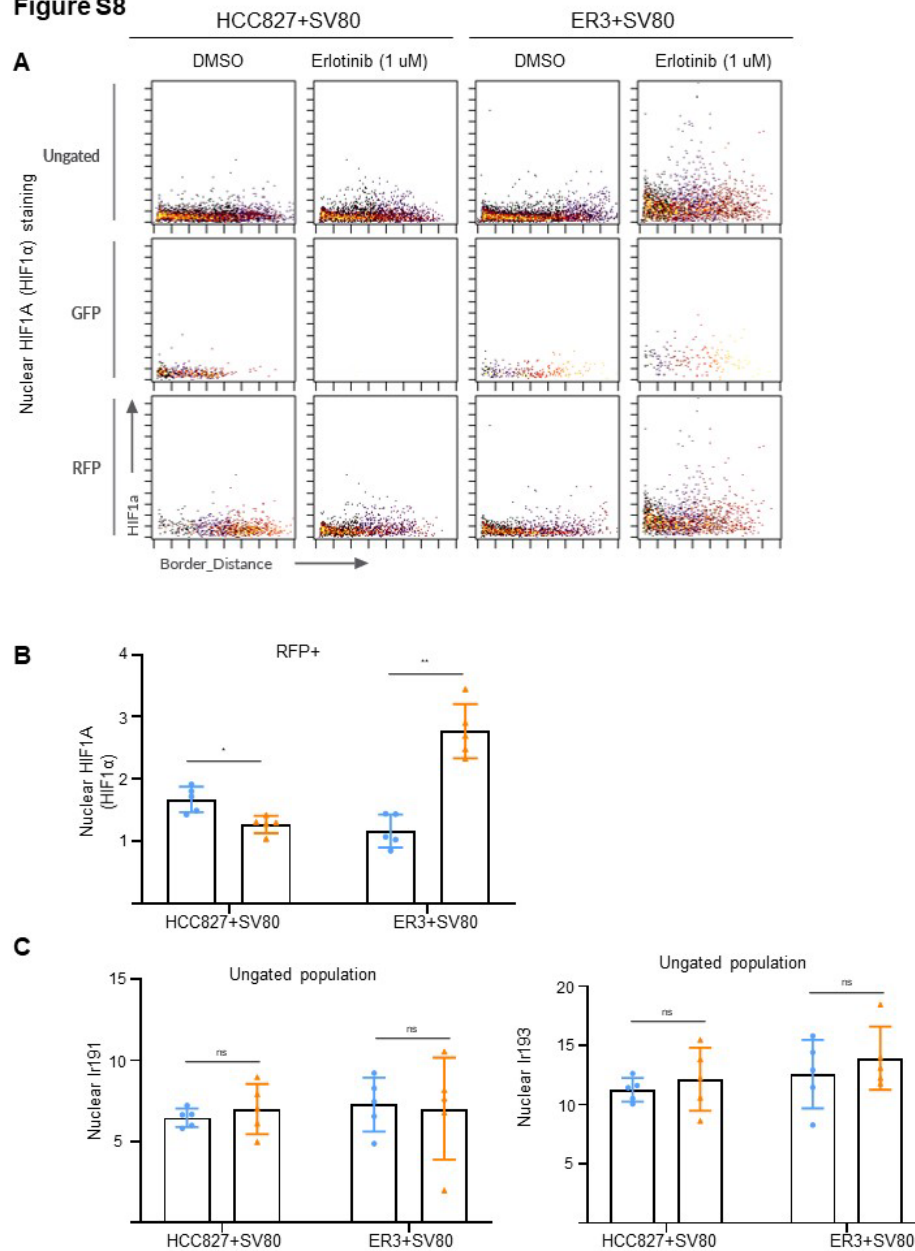 Figure S8
HCC827+SV80 ER3+SV80
A
DMSO Erlotinib (1 uM) DMSO Erlotinib (1 uM)
Nuclear HIF1A (HIF1α) staining
Ungated
GFP
RFP
HIF1a
Border_Distance
B
RFP+
Nuclear HIF1A
(HIF1α)
4
3
2
1
*
**
HCC827+SV80 ER3+SV80
C
Ungated population
Nuclear Ir191
15
10
5
ns
ns
HCC827+SV80 ER3+SV80
Ungated population
Nuclear Ir193
20
15
10
5
ns
ns
HCC827+SV80 ER3+SV80